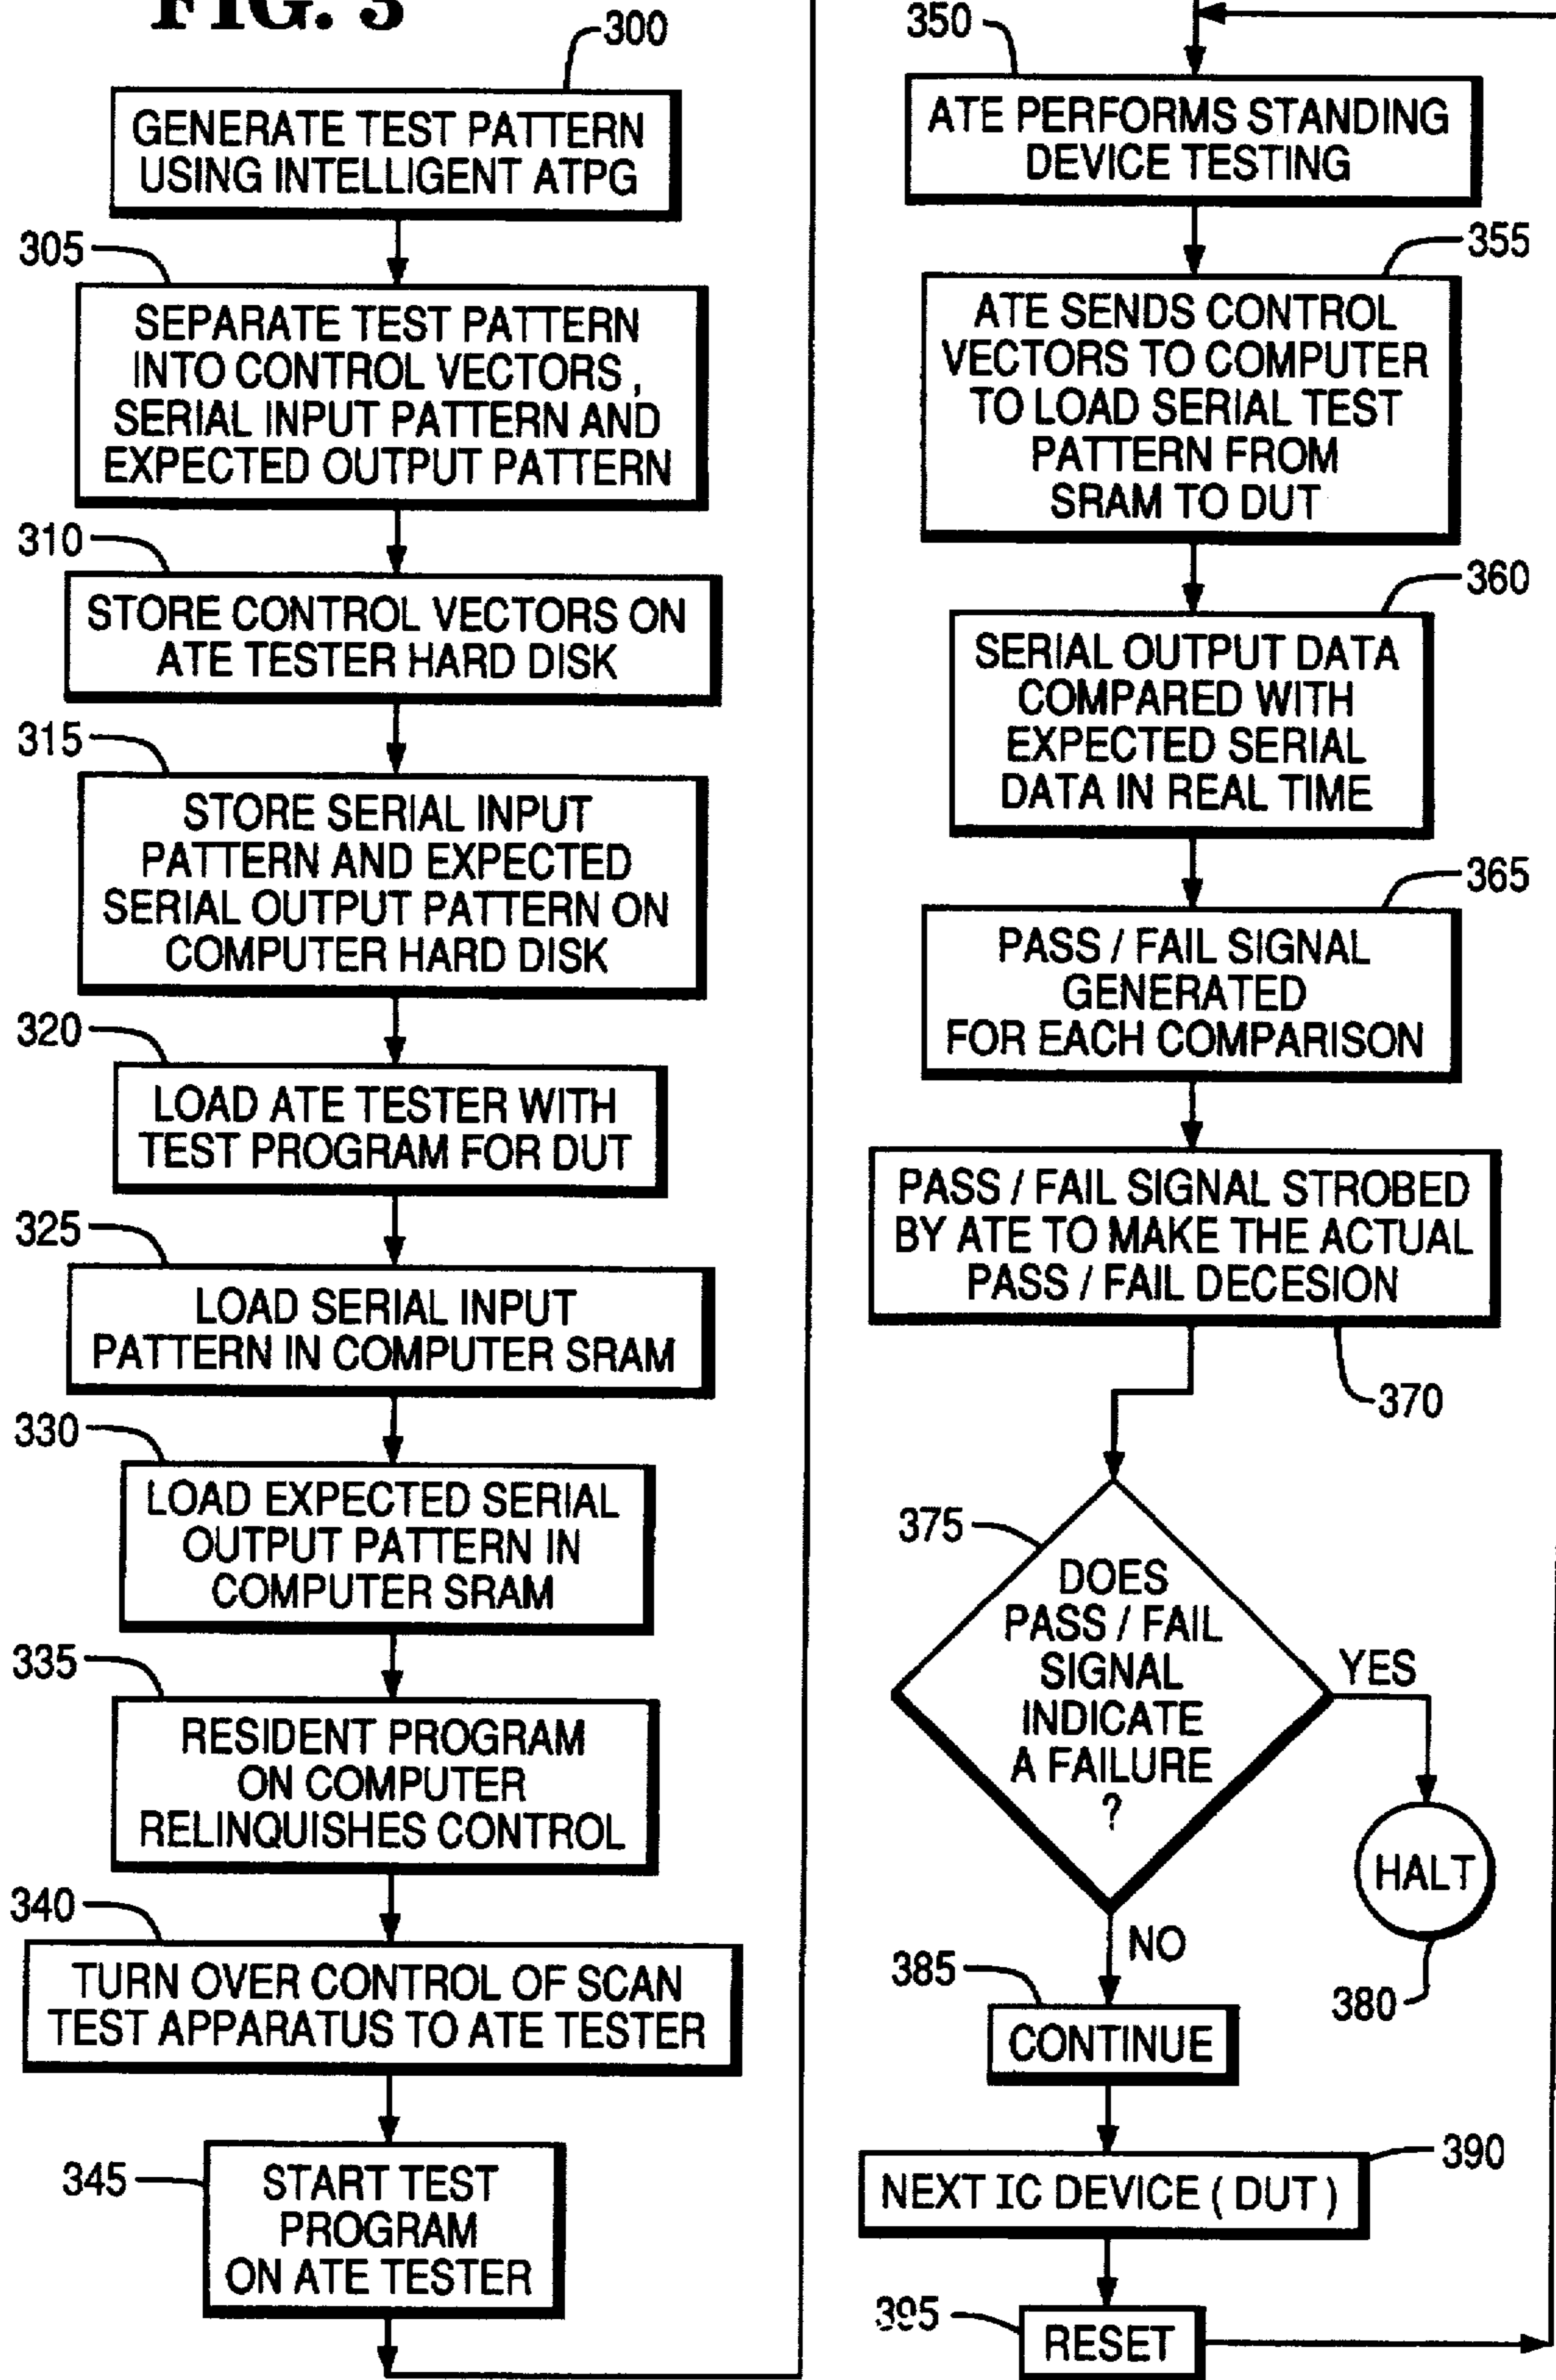 FIG. 3
300
GENERATE TEST PATTERN
USING INTELLIGENT ATPG
305
SEPARATE TEST PATTERN
INTO CONTROL VECTORS ,
SERIAL INPUT PATTERN AND
EXPECTED OUTPUT PATTERN
310
STORE CONTROL VECTORS ON
ATE TESTER HARD DISK
315
STORE SERIAL INPUT
PATTERN AND EXPECTED
SERIAL OUTPUT PATTERN ON
COMPUTER HARD DISK
320
LOAD ATE TESTER WITH
TEST PROGRAM FOR DUT
325
LOAD SERIAL INPUT
PATTERN IN COMPUTER SRAM
330
LOAD EXPECTED SERIAL
OUTPUT PATTERN IN
COMPUTER SRAM
335
RESIDENT PROGRAM
ON COMPUTER
RELINQUISHES CONTROL
340
TURN OVER CONTROL OF SCAN
TEST APPARATUS TO ATE TESTER
345
START TEST
PROGRAM
ON ATE TESTER
350
ATE PERFORMS STANDING
DEVICE TESTING
355
ATE SENDS CONTROL
VECTORS TO COMPUTER
TO LOAD SERIAL TEST
PATTERN FROM
SRAM TO DUT
360
SERIAL OUTPUT DATA
COMPARED WITH
EXPECTED SERIAL
DATA IN REAL TIME
365
PASS / FAIL SIGNAL
GENERATED
FOR EACH COMPARISON
PASS / FAIL SIGNAL STROBED
BY ATE TO MAKE THE ACTUAL
PASS / FAIL DECESION
370
375
DOES
PASS / FAIL
SIGNAL
INDICATE
A FAILURE
?
YES
HALT
380
NO
385
CONTINUE
390
NEXT IC DEVICE ( DUT )
395
RESET